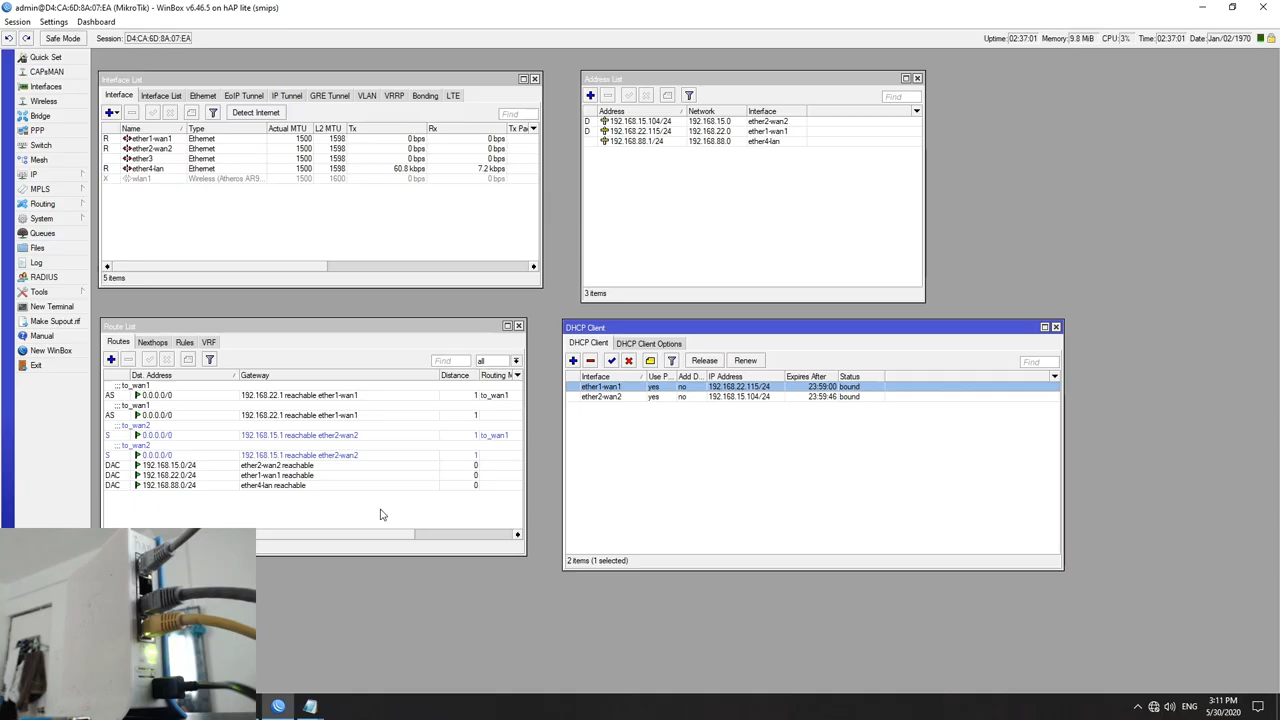 admin@D4:CA:6D:8A:07:EA (MikroTik) - WinBox v6.46.5 on hAP lite (smips)
Session Settings Dashboard
Safe Mode Session: D4:CA:6D:8A:07:EA Uptime: 02:37:01 Memory: 9.8 MiB CPU: 3% Time: 02:37:01 Date: Jan/02/1970
Quick Set
CAPsMAN
Interfaces
Wireless
Bridge
PPP
Switch
Mesh
IP
MPLS
Routing
System
Queues
Files
Log
RADIUS
Tools
New Terminal
Make Supout.rif
Manual
New WinBox
Exit
Interface List
Interface Interface List Ethernet EoIP Tunnel IP Tunnel GRE Tunnel VLAN VRRP Bonding LTE
Detect Internet Find
Name Type Actual MTU L2 MTU Tx Rx Tx Pa
R ether1-wan1 Ethernet 1500 1598 0 bps 0 bps
R ether2-wan2 Ethernet 1500 1598 0 bps 0 bps
ether3 Ethernet 1500 1598 0 bps 0 bps
R ether4-lan Ethernet 1500 1598 60.8 kbps 7.2 kbps
X wlan1 Wireless (Atheros AR9... 1500 1600 0 bps 0 bps
5 items
Address List
Find
Address Network Interface
D 192.168.15.104/24 192.168.15.0 ether2-wan2
D 192.168.22.115/24 192.168.22.0 ether1-wan1
192.168.88.1/24 192.168.88.0 ether4-lan
3 items
Route List
Routes Nexthops Rules VRF
Find all
Dst. Address Gateway Distance Routing M
;;; to_wan1
AS 0.0.0.0/0 192.168.22.1 reachable ether1-wan1 1 to_wan1
;;; to_wan1
AS 0.0.0.0/0 192.168.22.1 reachable ether1-wan1 1
;;; to_wan2
S 0.0.0.0/0 192.168.15.1 reachable ether2-wan2 1 to_wan1
;;; to_wan2
S 0.0.0.0/0 192.168.15.1 reachable ether2-wan2 1
DAC 192.168.15.0/24 ether2-wan2 reachable 0
DAC 192.168.22.0/24 ether1-wan1 reachable 0
DAC 192.168.88.0/24 ether4-lan reachable 0
DHCP Client
DHCP Client DHCP Client Options
Release Renew Find
Interface Use P... Add D... IP Address Expires After Status
ether1-wan1 yes no 192.168.22.115/24 23:59:00 bound
ether2-wan2 yes no 192.168.15.104/24 23:59:46 bound
2 items (1 selected)
ENG 3:11 PM
5/30/2020